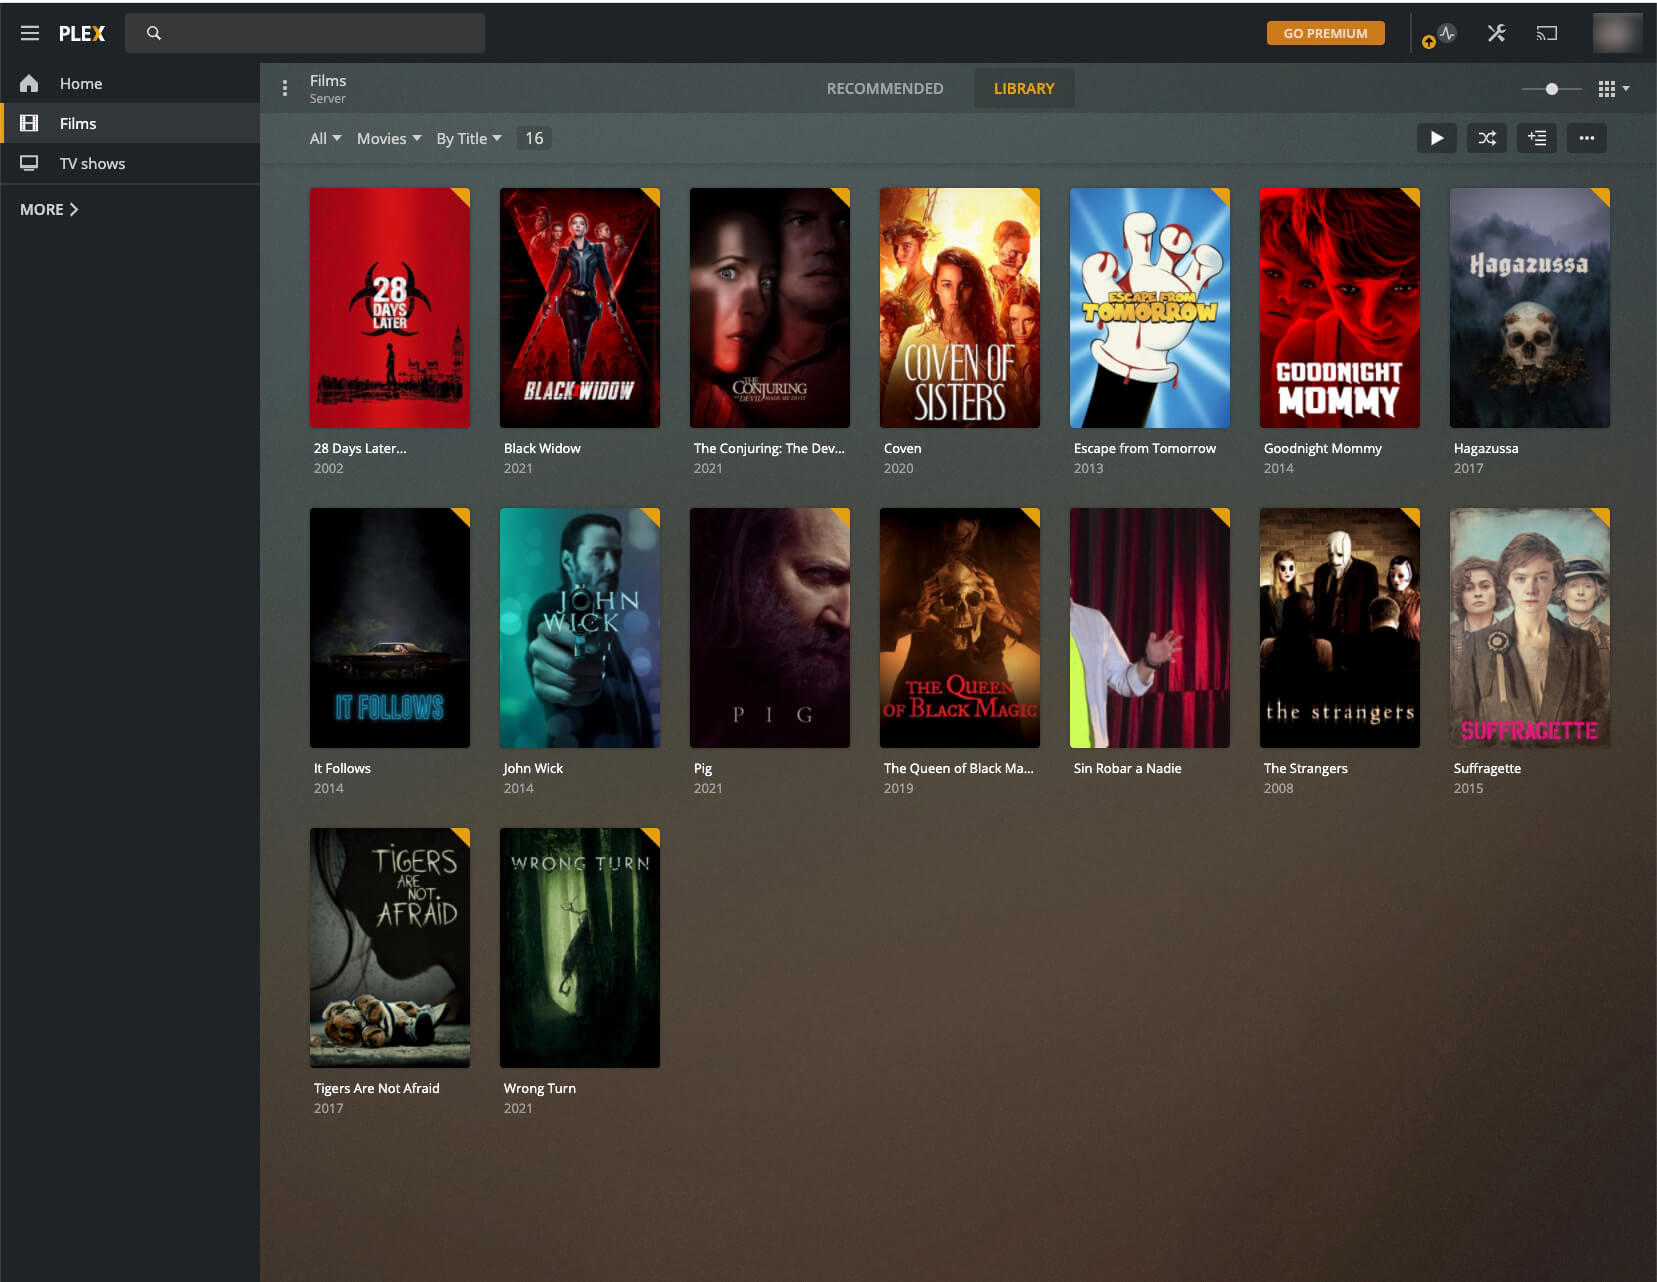 PLEX
GO PREMIUM
Home
Films
TV shows
MORE
Films
Server
RECOMMENDED
LIBRARY
All
Movies
By Title
16
28
DAYS
LATER
28 Days Later...
2002
BLACK WIDOW
Black Widow
2021
THE
CONJURING
THE DEVIL MADE ME DO IT
The Conjuring: The Dev...
2021
COVEN OF
SISTERS
Coven
2020
ESCAPE FROM
TOMORROW
Escape from Tomorrow
2013
GOODNIGHT
MOMMY
Goodnight Mommy
2014
Hagazussa
Hagazussa
2017
IT FOLLOWS
It Follows
2014
JOHN
WICK
John Wick
2014
PIG
Pig
2021
THE QUEEN
OF BLACK MAGIC
The Queen of Black Ma...
2019
Sin Robar a Nadie
the strangers
The Strangers
2008
SUFFRAGETTE
Suffragette
2015
TIGERS
ARE
NOT
AFRAID
Tigers Are Not Afraid
2017
WRONG TURN
Wrong Turn
2021